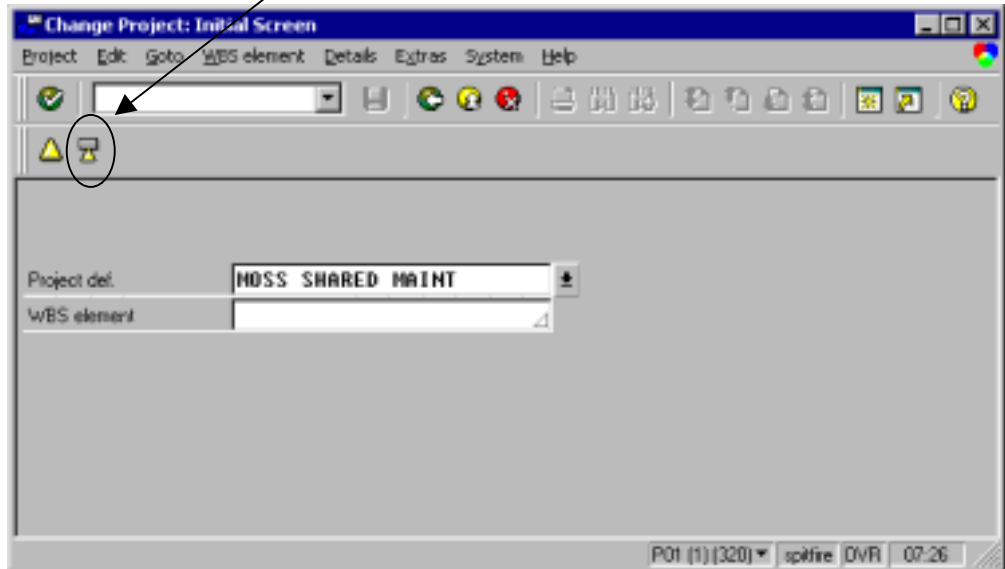 Change Project: Initial Screen
Project Edit Goto WBS element Details Extras System Help
Project def. MOSS SHARED MAINT
WBS element
P01 (1) (320) spitfire OVR 07:26